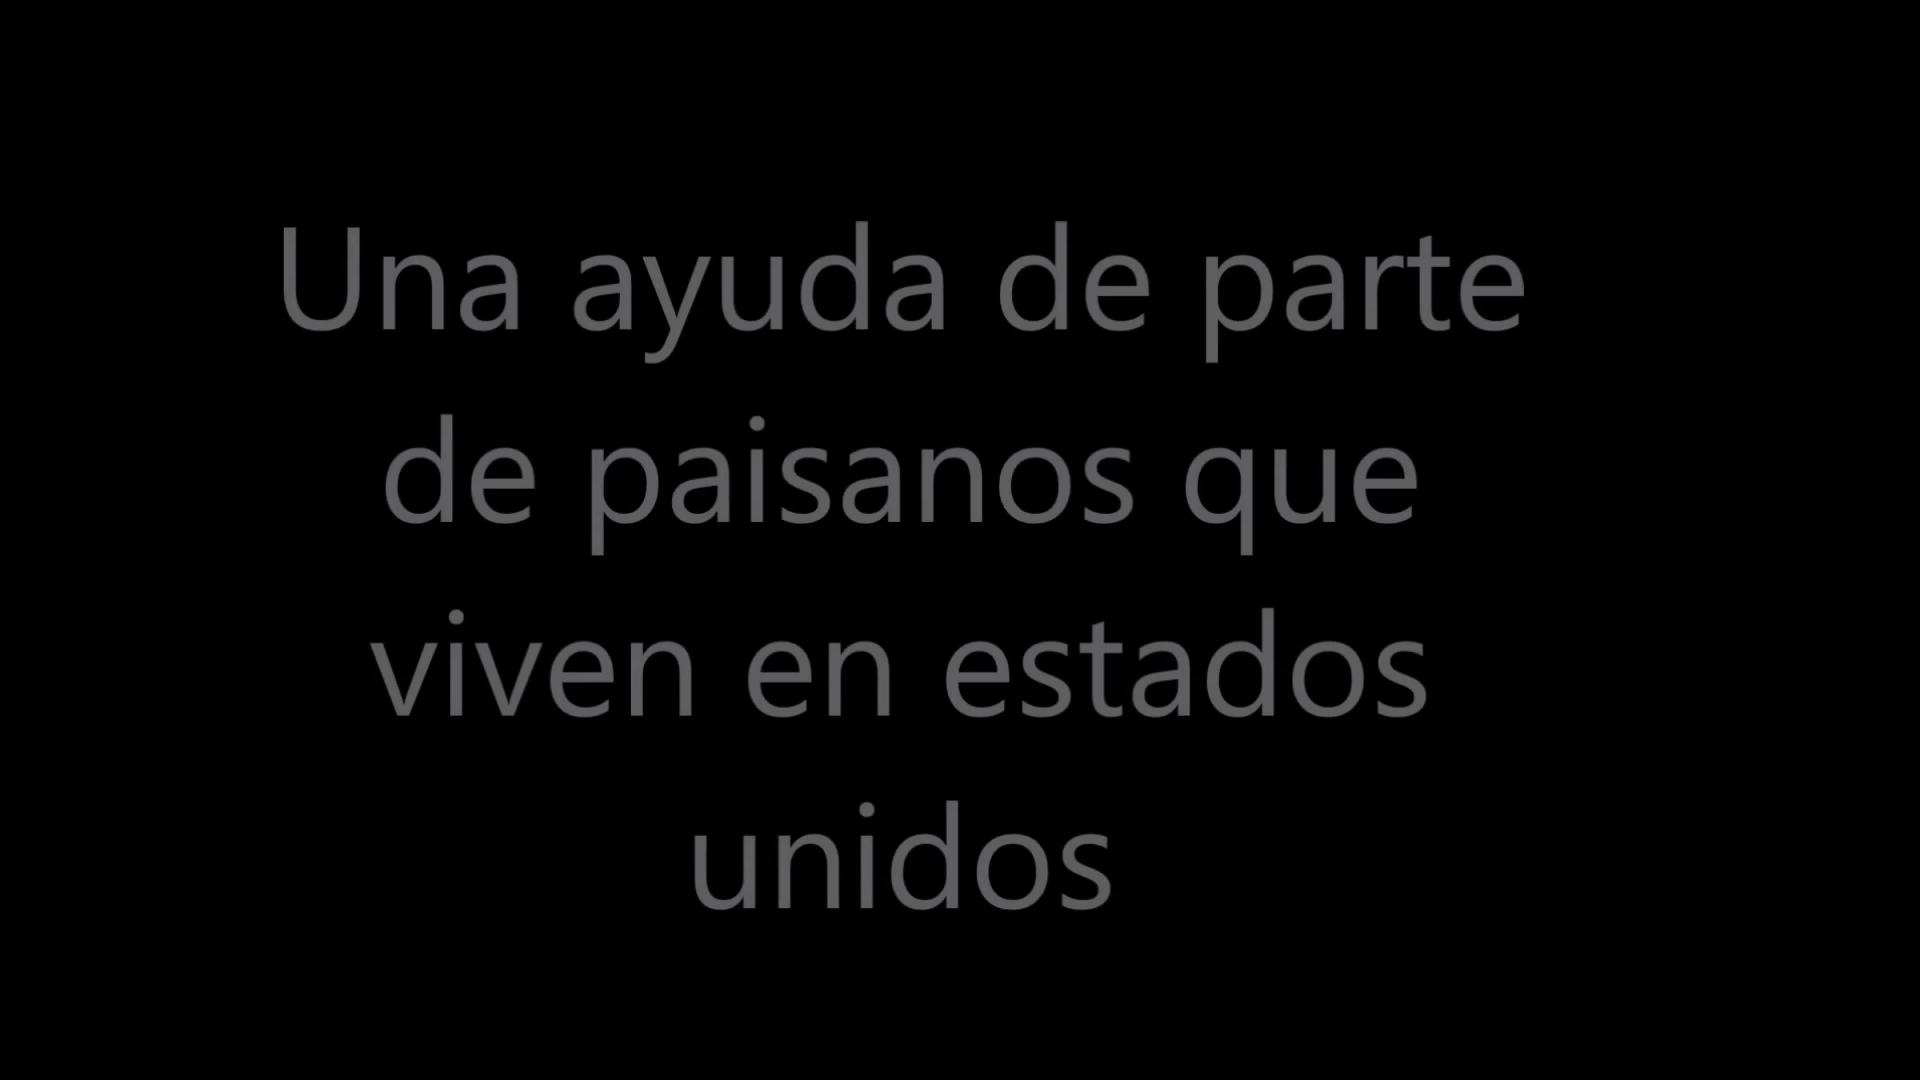 Una ayuda de parte
de paisanos que
viven en estados
unidos